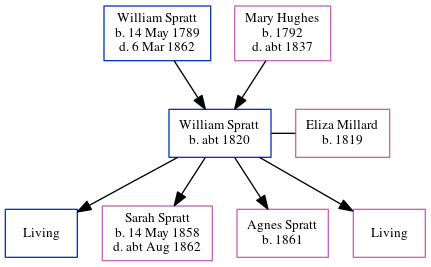 William Spratt
b. 14 May 1789
d. 6 Mar 1862
Mary Hughes
b. 1792
d. abt 1837
William Spratt
b. abt 1820
Eliza Millard
b. 1819
Living
Sarah Spratt
b. 14 May 1858
d. abt Aug 1862
Agnes Spratt
b. 1861
Living